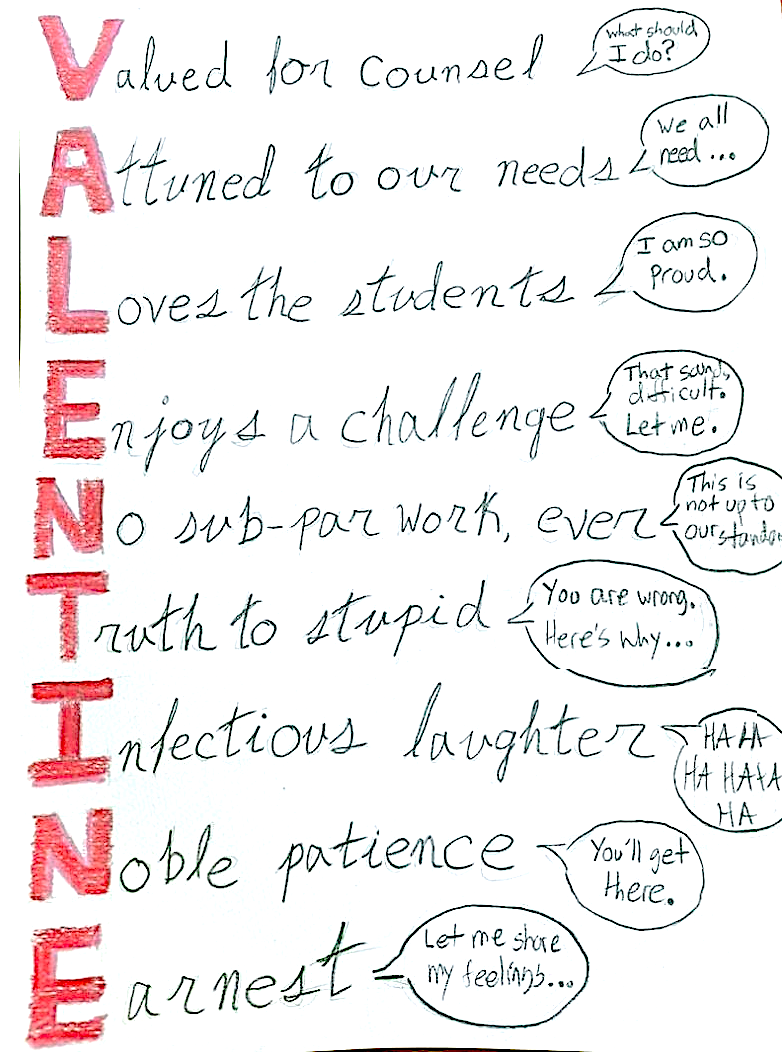 Valued for counsel
What should
I do?
Attuned to our needs
We all
need...
Loves the students
I am so
proud.
Enjoys a challenge
That sounds
difficult.
Let me.
No sub-par work, ever
This is
not up to
our
Truth to stupid
You are wrong.
Here's why...
Infectious laughter
HA HA
HA HA HA
HA
Noble patience
You'll get
there.
Earnest
Let me share
my feelings...